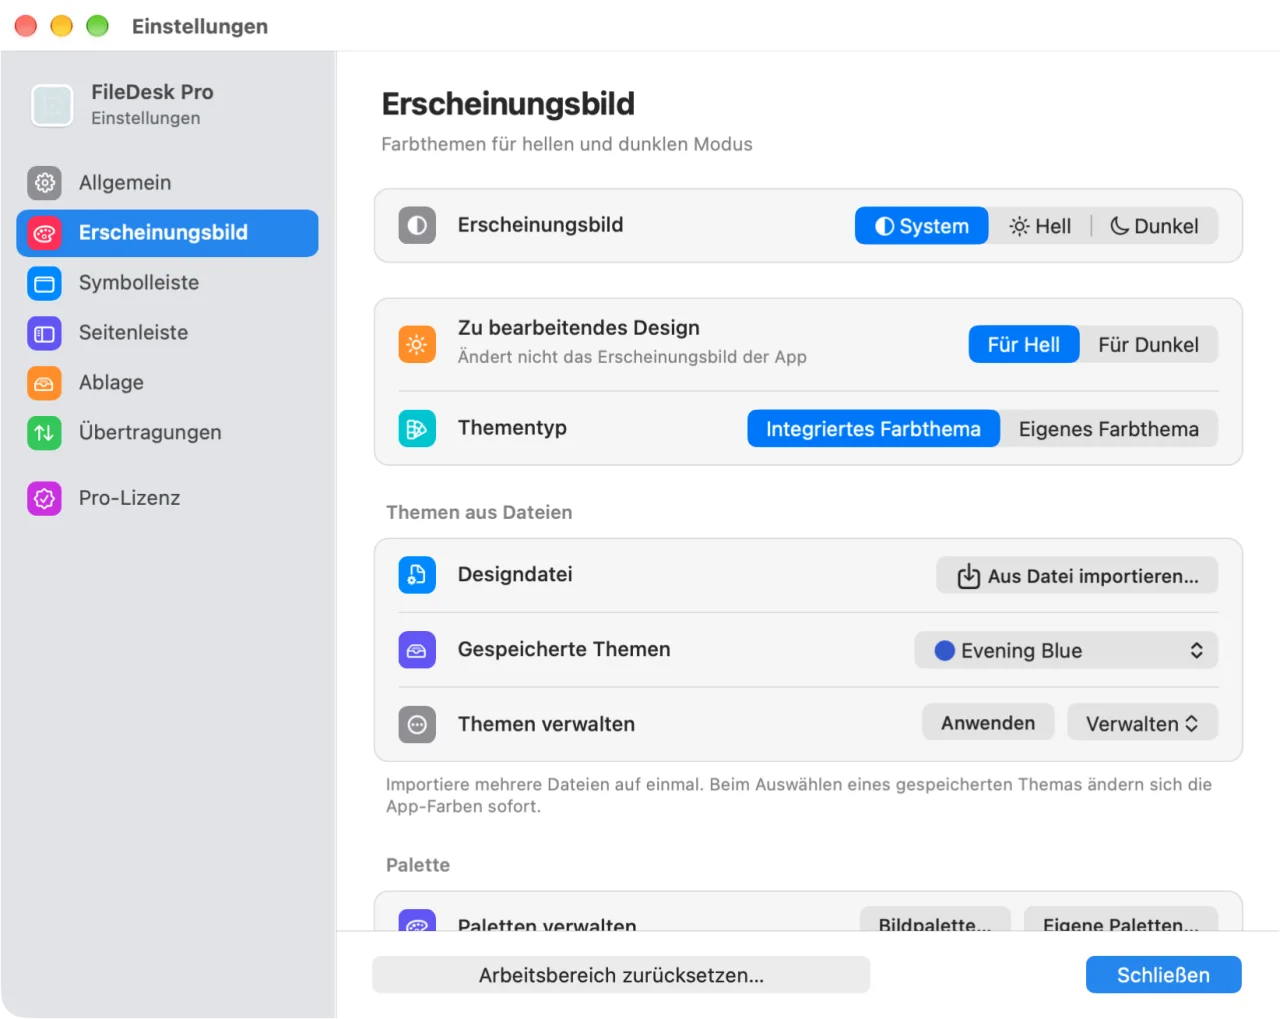 Einstellungen
FileDesk Pro
Einstellungen
Allgemein
Erscheinungsbild
Symbolleiste
Seitenleiste
Ablage
Übertragungen
Pro-Lizenz
Erscheinungsbild
Farbthemen für hellen und dunklen Modus
Erscheinungsbild
System
Hell
Dunkel
Zu bearbeitendes Design
Ändert nicht das Erscheinungsbild der App
Für Hell
Für Dunkel
Thementyp
Integriertes Farbthema
Eigenes Farbthema
Themen aus Dateien
Designdatei
Aus Datei importieren...
Gespeicherte Themen
Evening Blue
Themen verwalten
Anwenden
Verwalten
Importiere mehrere Dateien auf einmal. Beim Auswählen eines gespeicherten Themas ändern sich die
App-Farben sofort.
Palette
Paletten verwalten
Bildpalette...
Eigene Paletten...
Arbeitsbereich zurücksetzen...
Schließen